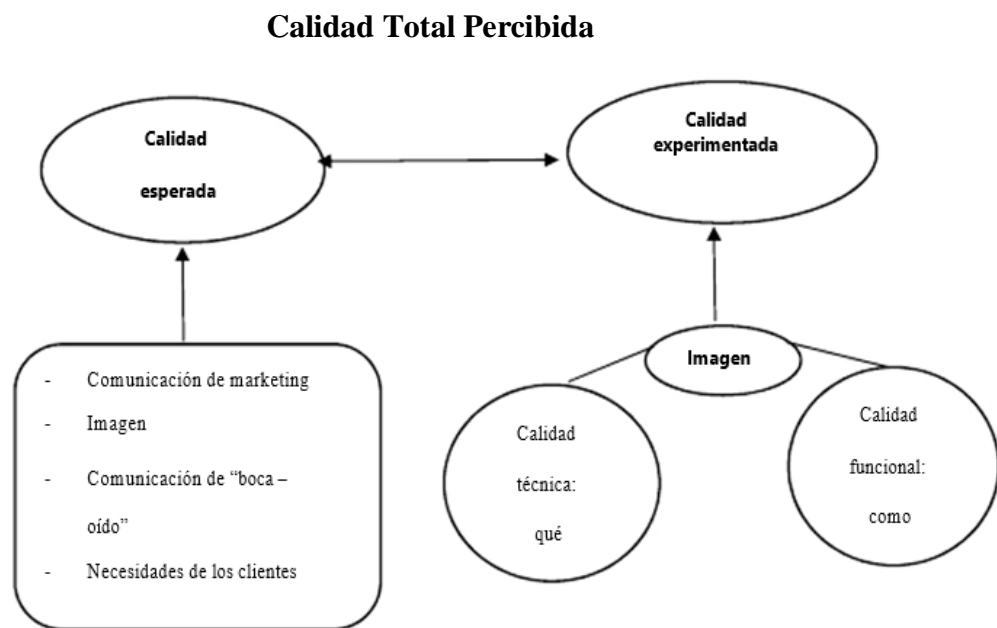 Calidad Total Percibida
Calidad
esperada
Calidad
experimentada
- Comunicación de marketing
- Imagen
- Comunicación de “boca –
oído”
- Necesidades de los clientes
Imagen
Calidad
técnica:
qué
Calidad
funcional:
como